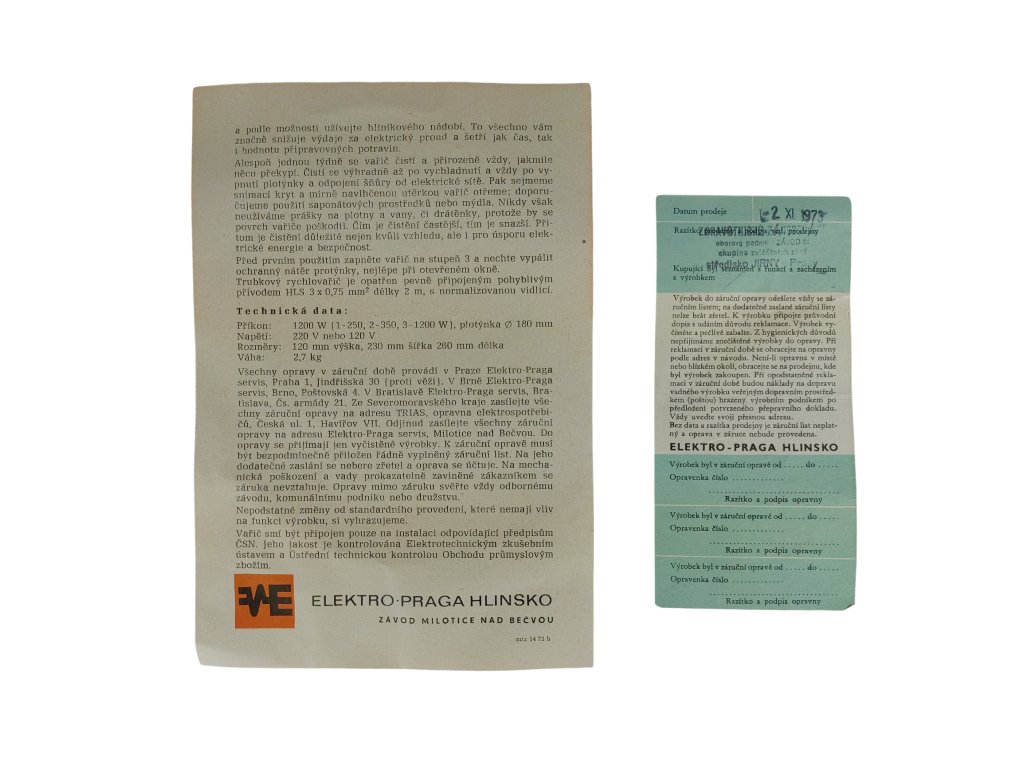 a podle možnosti užívejte hliníkového nádobí. To všechno vám
značně snižuje výdaje za elektrický proud a šetří jak čas, tak
i hodnotu připravovných potravin.
Alespoň jednou týdně se vařič čistí a přirozeně vždy, jakmile
něco překypí. Čistí se výhradně až po vychladnutí a vždy po vy-
pnutí plotýnky a odpojení šňůry od elektrické sítě. Pak sejmeme
snímací kryt a mírně navlhčenou utěrkou vařič otřeme; doporu-
čujeme použití saponátových prostředků nebo mýdla. Nikdy však
neužíváme prášky na plotny a vany, či drátěnky, protože by se
povrch vařiče poškodil. Čím je čistění častější, tím je snazší. Při-
tom je čistění důležité nejen kvůli vzhledu, ale i pro úsporu elek-
trické energie a bezpečnost.
Před prvním použitím zapněte vařič na stupeň 3 a nechte vypálit
ochranný nátěr protýnky, nejlépe při otevřeném okně.
Trubkový rychlovařič je opatřen pevně připojeným pohyblivým
přívodem HLS 3 x 0,75 mm² délky 2 m, s normalizovanou vidlicí.
Technická data:
Příkon: 1200 W (1-250, 2-350, 3-1200 W), plotýnka ∅ 180 mm
Napětí: 220 V nebo 120 V
Rozměry: 120 mm výška, 230 mm šířka 260 mm délka
Váha: 2,7 kg
Všechny opravy v záruční době provádí v Praze Elektro-Praga
servis, Praha 1, Jindřišská 30 (proti věži). V Brně Elektro-Praga
servis, Brno, Poštovská 4. V Bratislavě Elektro-Praga servis, Bra-
tislava, Čs. armády 21. Ze Severomoravského kraje zasílejte vše-
chny záruční opravy na adresu TRIAS, opravna elektrospotřebi-
čů, Česká ul. 1, Havířov VII. Odjinud zasílejte všechny záruční
opravy na adresu Elektro-Praga servis, Milotice nad Bečvou. Do
opravy se přijímají jen vyčistěné výrobky. K záruční opravě musí
být bezpodmínečně přiložen řádně vyplněný záruční list. Na jeho
dodatečné zaslání se nebere zřetel a oprava se účtuje. Na mecha-
nická poškození a vady prokazatelně zaviněné zákazníkem se
záruka nevztahuje. Opravy mimo záruku svěřte vždy odbornému
závodu, komunálnímu podniku nebo družstvu.
Nepodstatné změny od standardního provedení, které nemají vliv
na funkci výrobku, si vyhrazujeme.
Vařič smí být připojen pouze na instalaci odpovídající předpisům
ČSN. Jeho jakost je kontrolována Elektrotechnickým zkušebním
ústavem a Ústřední technickou kontrolou Obchodu průmyslovým
zbožím.
ELEKTRO·PRAGA HLINSKO
ZÁVOD MILOTICE NAD BEČVOU
mtz 14 72 h
Datum prodeje 2 XI. 1973
Razítko prodejny
skupina
středisko JIRNY
Kupující byl seznámen s funkcí a zacházením
s výrobkem
Výrobek do záruční opravy odešlete vždy se zá-
ručním listem; na dodatečně zaslané záruční listy
nelze brát zřetel. K výrobku připojte průvodní
dopis s udáním důvodu reklamace. Výrobek vy-
čistěte a pečlivě zabalte. Z hygienických důvodů
nepřijímáme znečištěné výrobky do opravy. Při
reklamaci v záruční době se obracejte na opravny
podle adres v návodu. Není-li opravna v místě
nebo blízkém okolí, obracejte se na prodejnu, kde
byl výrobek zakoupen. Při opodstatněné rekla-
maci v záruční době budou náklady na dopravu
vadného výrobku veřejným dopravním prostřed-
kem (poštou) hrazeny výrobním podnikem po
předložení potvrzeného přepravního dokladu.
Vždy uveďte svoji přesnou adresu.
Bez data a razítka prodejny je záruční list neplat-
ný a oprava v záruce nebude provedena.
ELEKTRO-PRAGA HLINSKO
Výrobek byl v záruční opravě od ..... do .....
Opravenka číslo .............
Razítko a podpis opravny
Výrobek byl v záruční opravě od ..... do .....
Opravenka číslo .............
Razítko a podpis opravny
Výrobek byl v záruční opravě od ..... do .....
Opravenka číslo .............
Razítko a podpis opravny